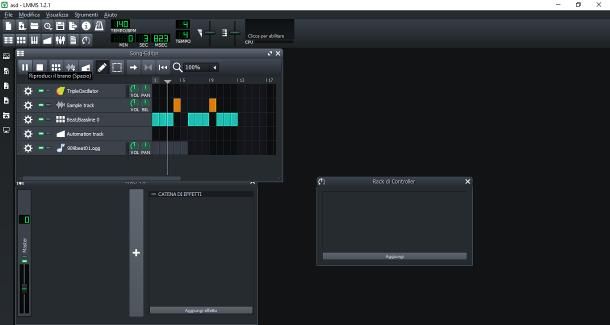 asd - LMMS 1.2.1
File Modifica Visualizza Strumenti Aiuto
140
TEMPO/BPM
0 3 823
MIN SEC MSEC
4
4
TEMPO
Clicca per abilitare
CPU
Song-Editor
100%
Riproduci il brano (Spazio)
1 5 9 13 17
TripleOscillator
VOL PAN
Sample track
VOL BIL
Beat/Bassline 0
Automation track
909beat01.ogg
VOL PAN
CATENA DI EFFETTI
0
Master
Aggiungi effetto
Rack di Controller
Aggiungi